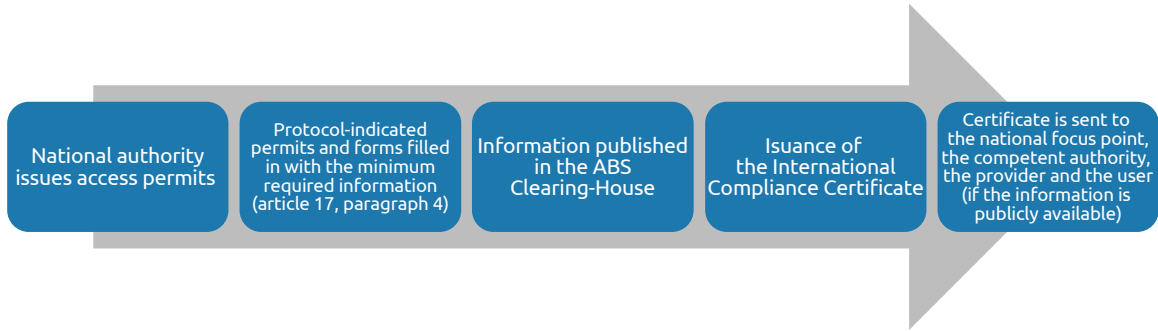 National authority
issues access permits
Protocol-indicated
permits and forms filled
in with the minimum
required information
(article 17, paragraph 4)
Information published
in the ABS
Clearing-House
Issuance of
the International
Compliance Certificate
Certificate is sent to
the national focus point,
the competent authority,
the provider and the user
(if the information is
publicly available)